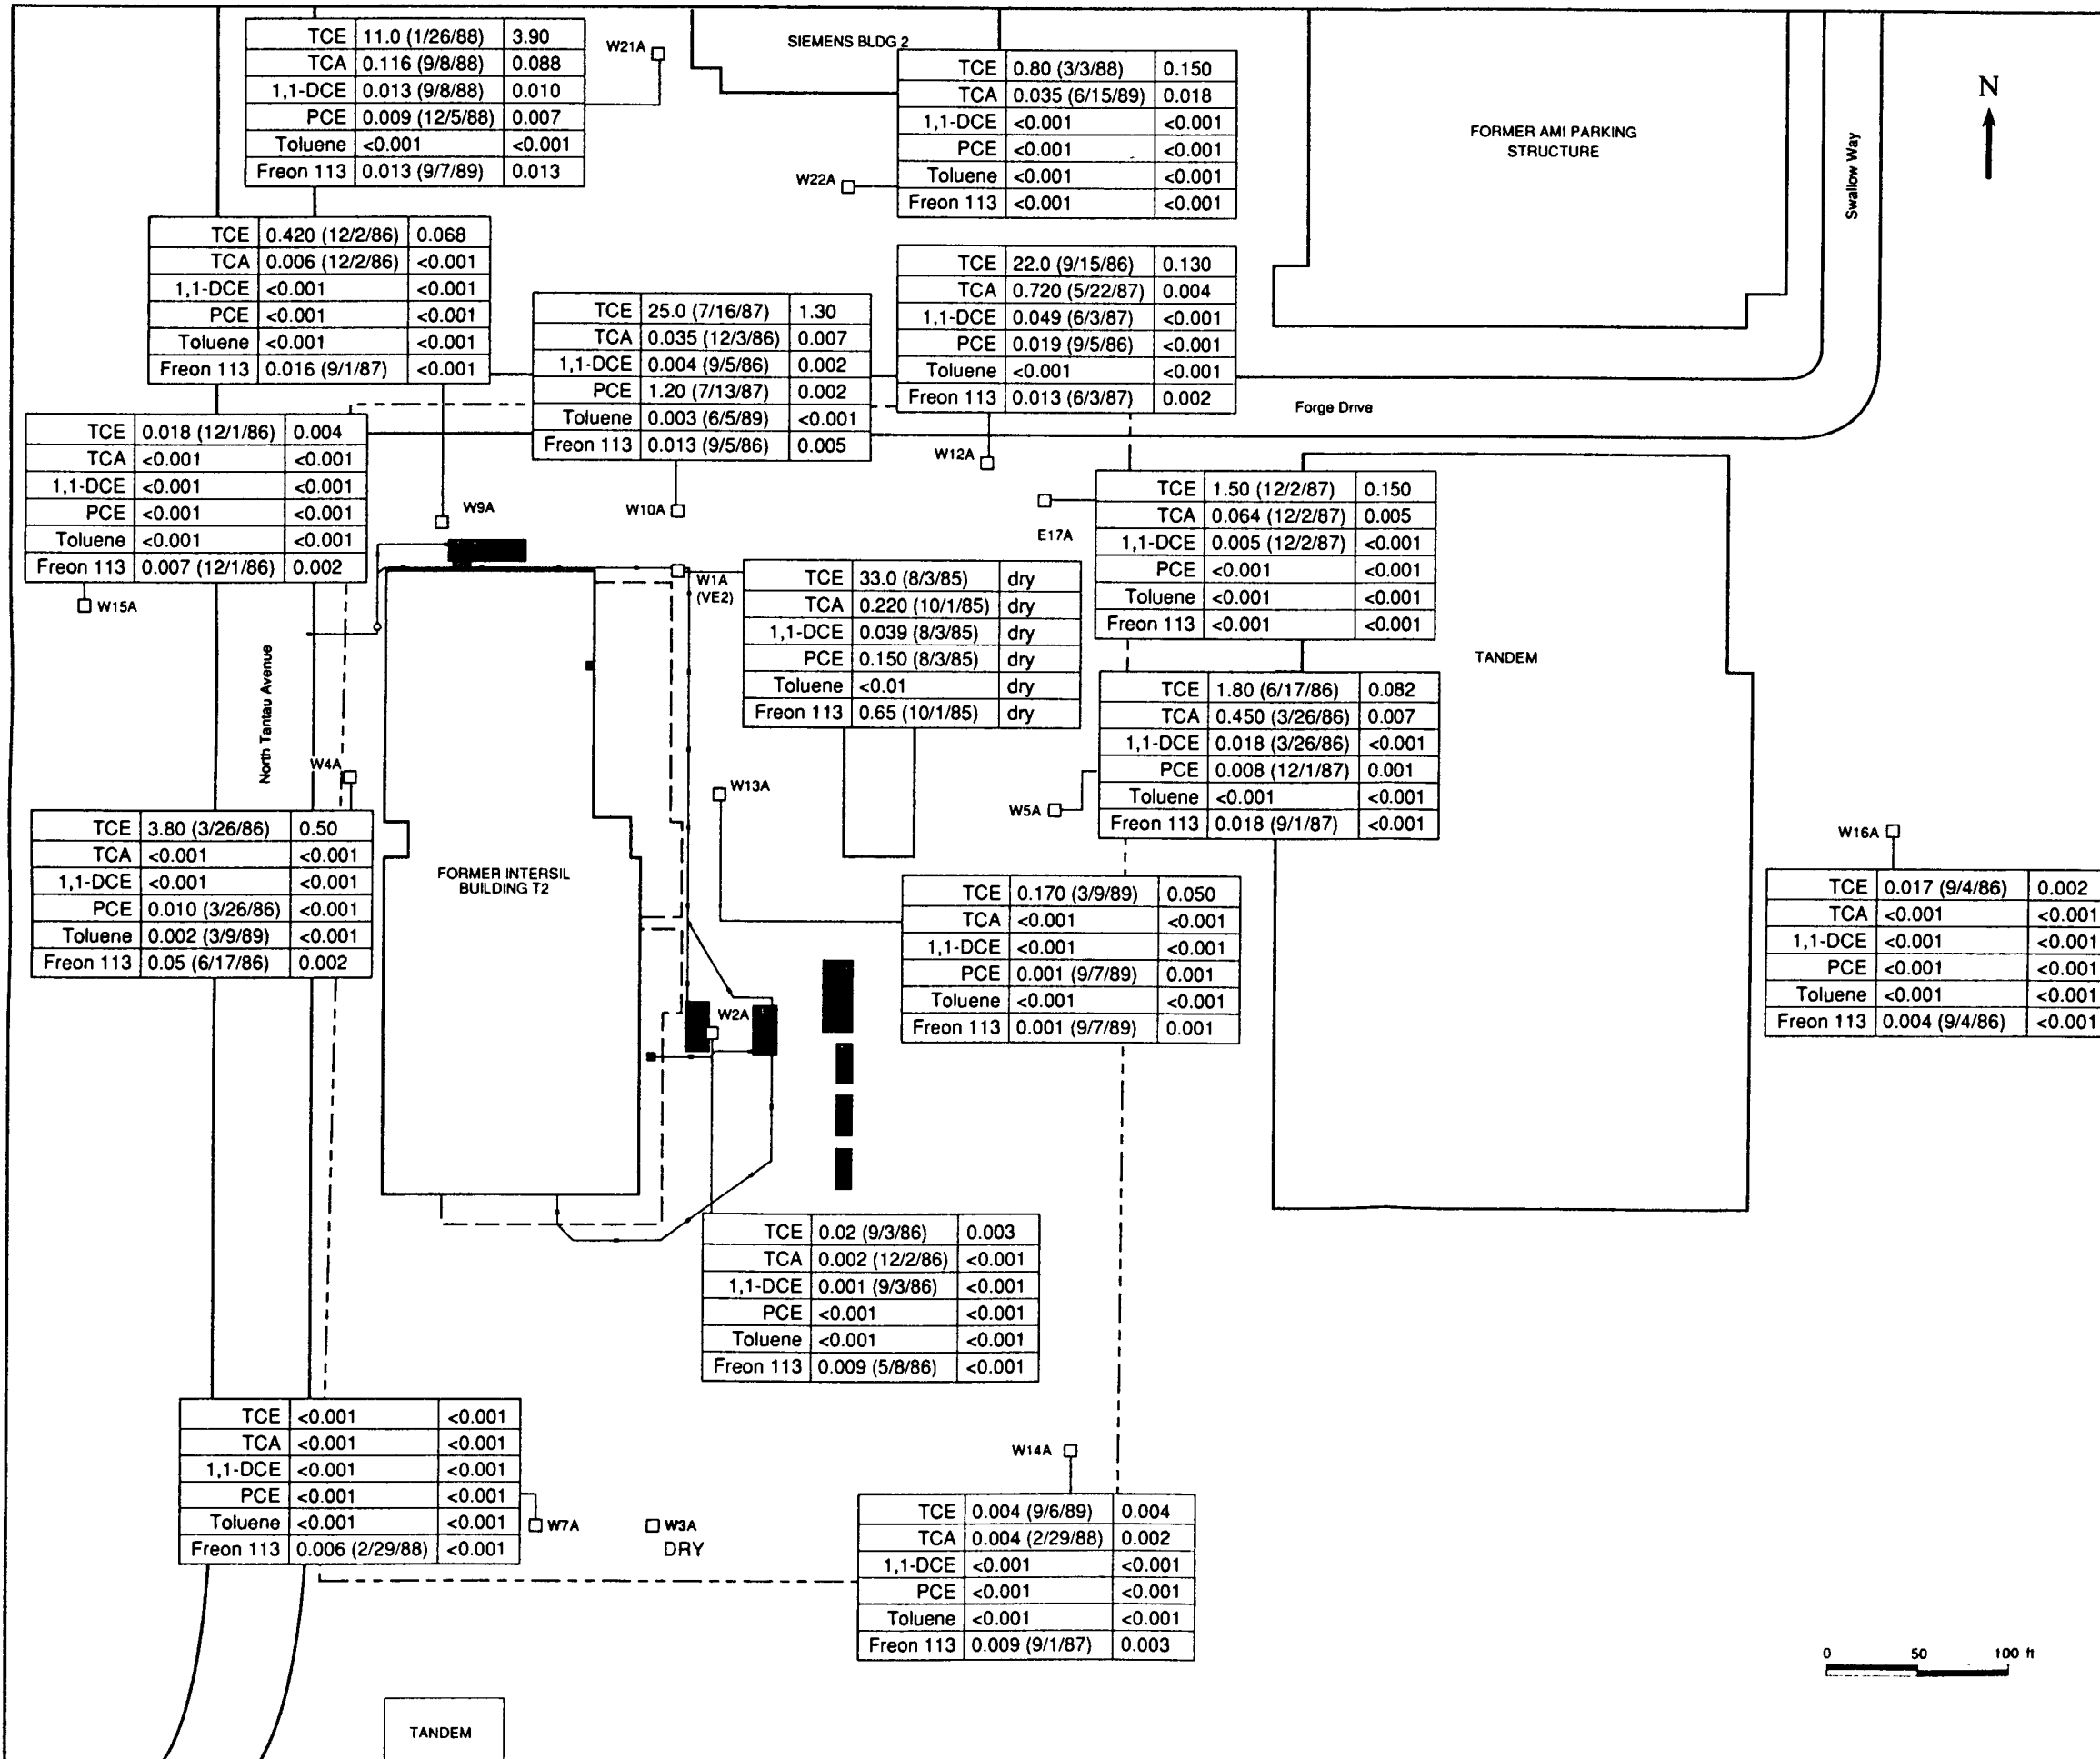 TCE 11.0 (1/26/88) 3.90
TCA 0.116 (9/8/88) 0.088
1,1-DCE 0.013 (9/8/88) 0.010
PCE 0.009 (12/5/88) 0.007
Toluene <0.001 <0.001
Freon 113 0.013 (9/7/89) 0.013
W21A
SIEMENS BLDG 2
TCE 0.80 (3/3/88) 0.150
TCA 0.035 (6/15/89) 0.018
1,1-DCE <0.001 <0.001
PCE <0.001 <0.001
Toluene <0.001 <0.001
Freon 113 <0.001 <0.001
W22A
FORMER AMI PARKING
STRUCTURE
Swallow Way
N
TCE 0.420 (12/2/86) 0.068
TCA 0.006 (12/2/86) <0.001
1,1-DCE <0.001 <0.001
PCE <0.001 <0.001
Toluene <0.001 <0.001
Freon 113 0.016 (9/1/87) <0.001
W9A
TCE 25.0 (7/16/87) 1.30
TCA 0.035 (12/3/86) 0.007
1,1-DCE 0.004 (9/5/86) 0.002
PCE 1.20 (7/13/87) 0.002
Toluene 0.003 (6/5/89) <0.001
Freon 113 0.013 (9/5/86) 0.005
W10A
TCE 22.0 (9/15/86) 0.130
TCA 0.720 (5/22/87) 0.004
1,1-DCE 0.049 (6/3/87) <0.001
PCE 0.019 (9/5/86) <0.001
Toluene <0.001 <0.001
Freon 113 0.013 (6/3/87) 0.002
W12A
Forge Drive
TCE 0.018 (12/1/86) 0.004
TCA <0.001 <0.001
1,1-DCE <0.001 <0.001
PCE <0.001 <0.001
Toluene <0.001 <0.001
Freon 113 0.007 (12/1/86) 0.002
W15A
E17A
TCE 1.50 (12/2/87) 0.150
TCA 0.064 (12/2/87) 0.005
1,1-DCE 0.005 (12/2/87) <0.001
PCE <0.001 <0.001
Toluene <0.001 <0.001
Freon 113 <0.001 <0.001
W1A
(VE2)
TCE 33.0 (8/3/85) dry
TCA 0.220 (10/1/85) dry
1,1-DCE 0.039 (8/3/85) dry
PCE 0.150 (8/3/85) dry
Toluene <0.01 dry
Freon 113 0.65 (10/1/85) dry
TANDEM
North Tantau Avenue
TCE 1.80 (6/17/86) 0.082
TCA 0.450 (3/26/86) 0.007
1,1-DCE 0.018 (3/26/86) <0.001
PCE 0.008 (12/1/87) 0.001
Toluene <0.001 <0.001
Freon 113 0.018 (9/1/87) <0.001
W5A
W4A
W13A
TCE 3.80 (3/26/86) 0.50
TCA <0.001 <0.001
1,1-DCE <0.001 <0.001
PCE 0.010 (3/26/86) <0.001
Toluene 0.002 (3/9/89) <0.001
Freon 113 0.05 (6/17/86) 0.002
FORMER INTERSIL
BUILDING T2
TCE 0.170 (3/9/89) 0.050
TCA <0.001 <0.001
1,1-DCE <0.001 <0.001
PCE 0.001 (9/7/89) 0.001
Toluene <0.001 <0.001
Freon 113 0.001 (9/7/89) 0.001
W16A
TCE 0.017 (9/4/86) 0.002
TCA <0.001 <0.001
1,1-DCE <0.001 <0.001
PCE <0.001 <0.001
Toluene <0.001 <0.001
Freon 113 0.004 (9/4/86) <0.001
W2A
TCE 0.02 (9/3/86) 0.003
TCA 0.002 (12/2/86) <0.001
1,1-DCE 0.001 (9/3/86) <0.001
PCE <0.001 <0.001
Toluene <0.001 <0.001
Freon 113 0.009 (5/8/86) <0.001
TCE <0.001 <0.001
TCA <0.001 <0.001
1,1-DCE <0.001 <0.001
PCE <0.001 <0.001
Toluene <0.001 <0.001
Freon 113 0.006 (2/29/88) <0.001
W7A
W3A
DRY
W14A
TCE 0.004 (9/6/89) 0.004
TCA 0.004 (2/29/88) 0.002
1,1-DCE <0.001 <0.001
PCE <0.001 <0.001
Toluene <0.001 <0.001
Freon 113 0.009 (9/1/87) 0.003
0 50 100 ft
TANDEM